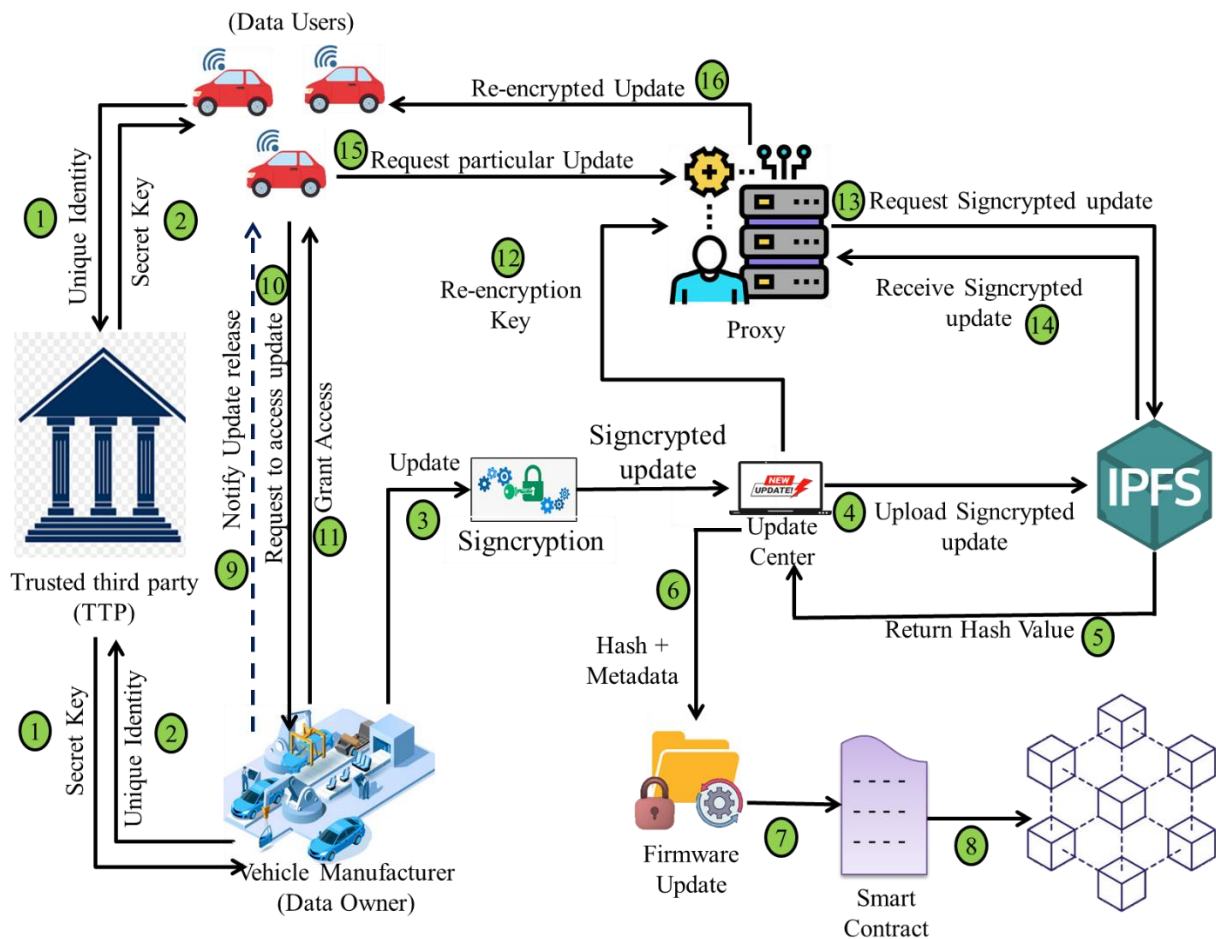 (Data Users)
Re-encrypted Update
16
15
Request particular Update
1
Unique Identity
Secret Key
2
13
Request Signcrypted update
12
Re-encryption
Key
Proxy
Receive Signcrypted
update
14
10
Notify Update release
Request to access update
Grant Access
9
11
Trusted third party
(TTP)
Update
3
Signcryption
Signcrypted
update
NEW
UPDATE!
Update
Center
4
Upload Signcrypted
update
IPFS
Return Hash Value
5
6
Hash +
Metadata
1
Secret Key
Unique Identity
2
Vehicle Manufacturer
(Data Owner)
Firmware
Update
7
Smart
Contract
8